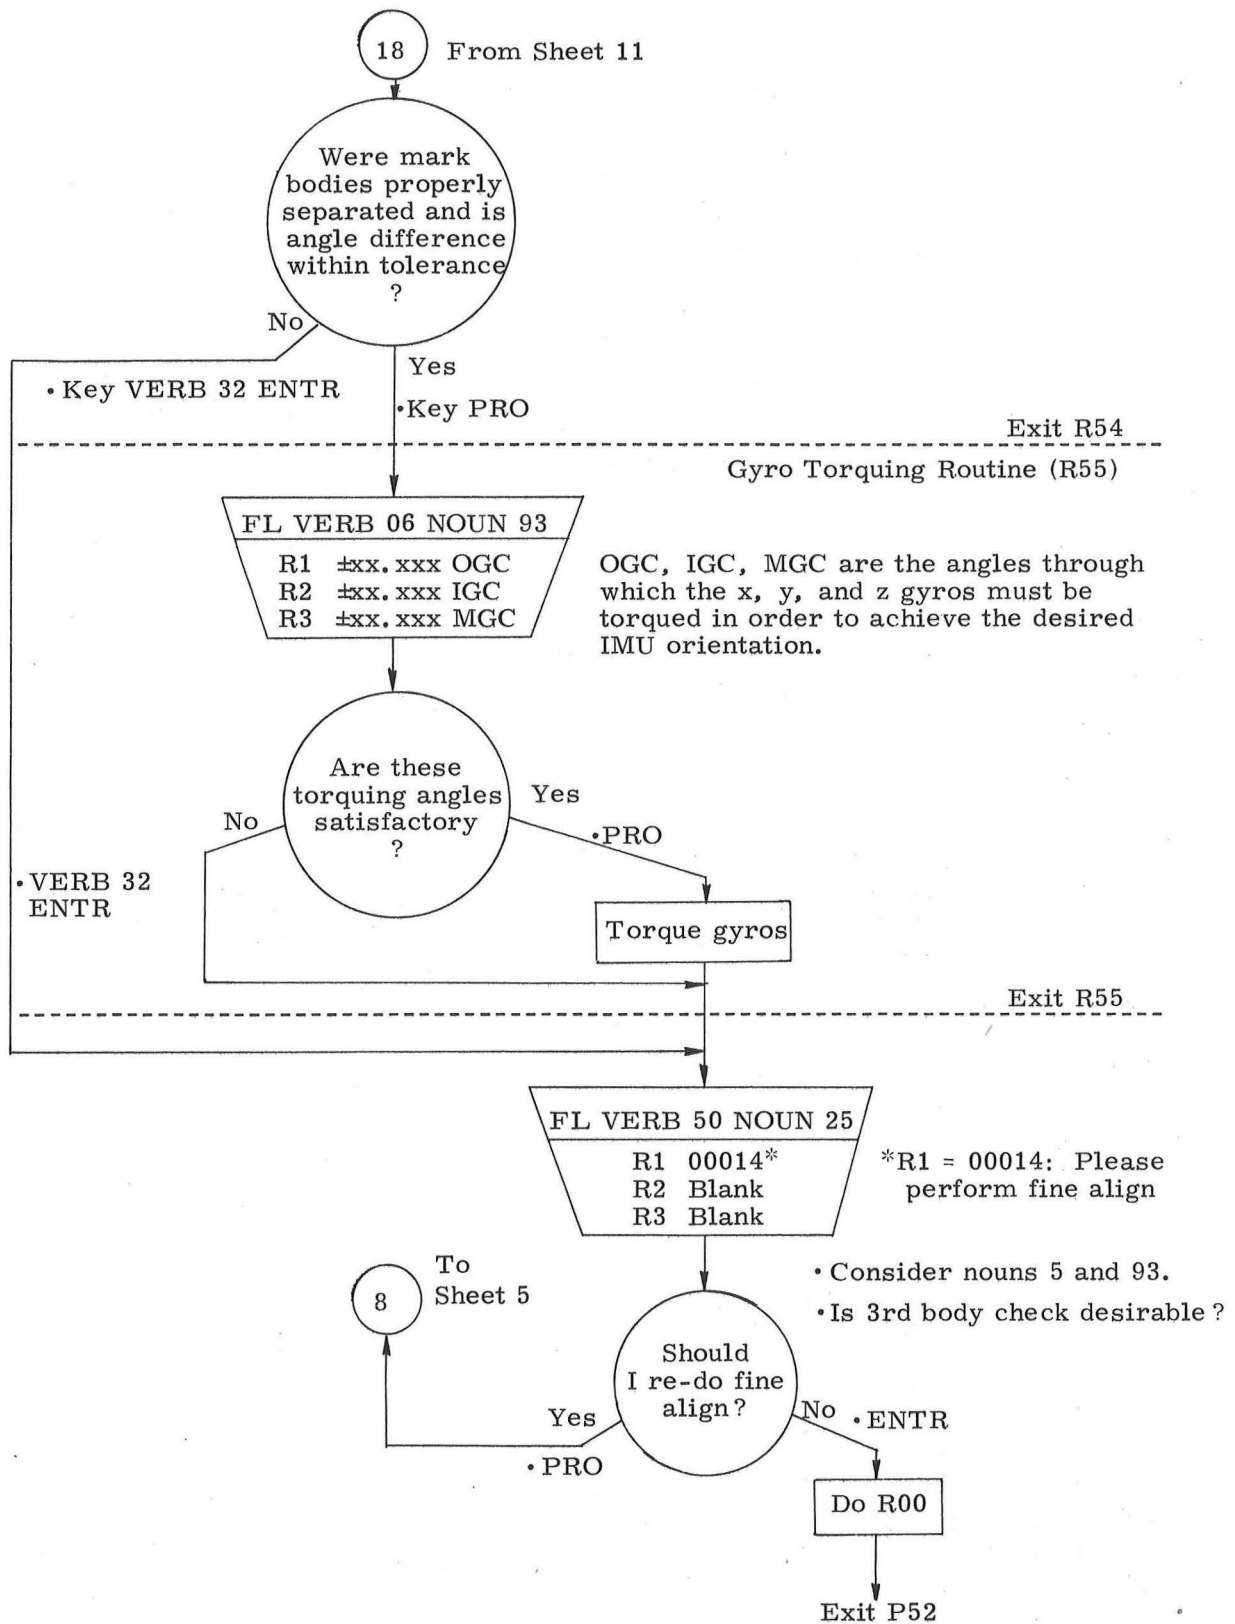 18
From Sheet 11
Were mark
bodies properly
separated and is
angle difference
within tolerance
?
No
Yes
• Key VERB 32 ENTR
•Key PRO
Exit R54
Gyro Torquing Routine (R55)
FL VERB 06 NOUN 93
R1 ±xx.xxx OGC
R2 ±xx.xxx IGC
R3 ±xx.xxx MGC
OGC, IGC, MGC are the angles through
which the x, y, and z gyros must be
torqued in order to achieve the desired
IMU orientation.
Are these
torquing angles
satisfactory
?
No
Yes
•PRO
• VERB 32
ENTR
Torque gyros
Exit R55
FL VERB 50 NOUN 25
R1 00014*
R2 Blank
R3 Blank
*R1 = 00014: Please
perform fine align
8
To
Sheet 5
• Consider nouns 5 and 93.
• Is 3rd body check desirable?
Should
I re-do fine
align?
Yes
• PRO
No
• ENTR
Do R00
Exit P52